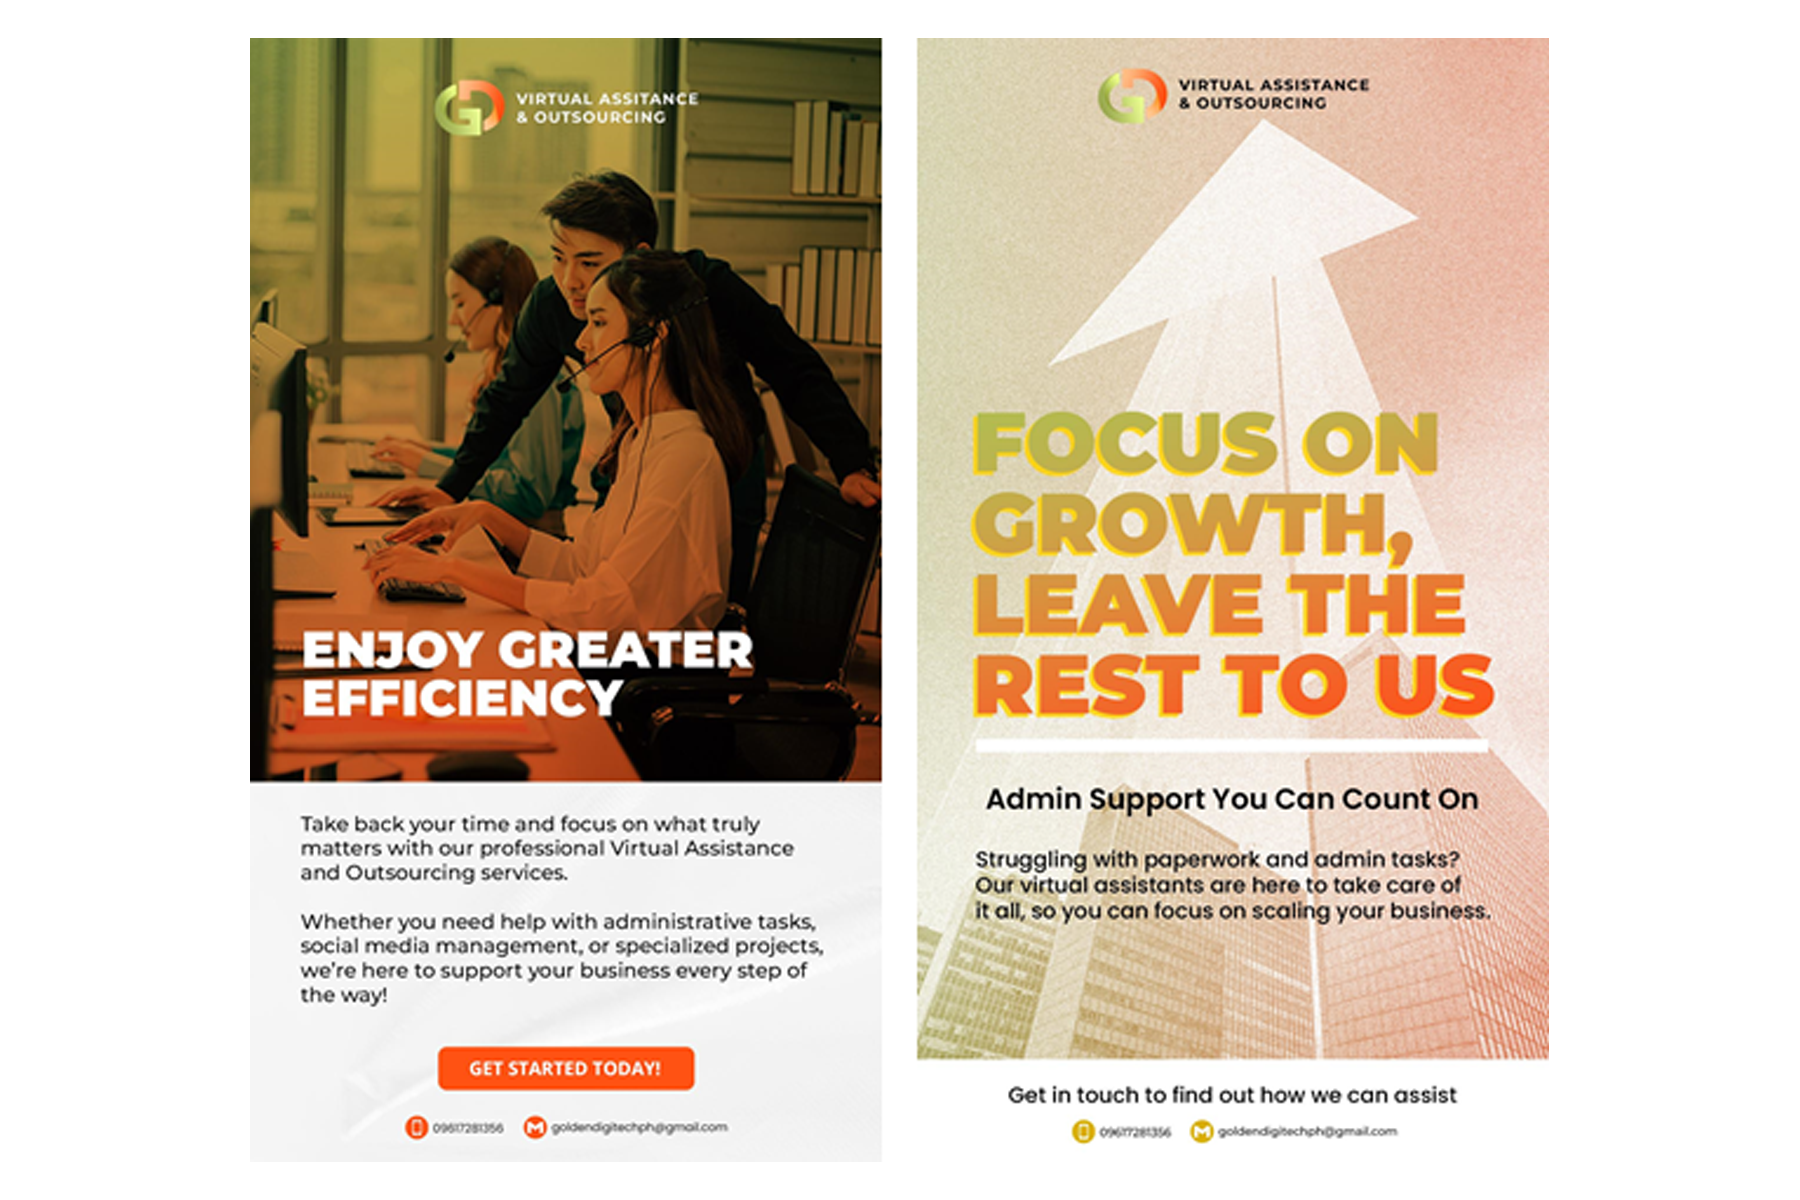 VIRTUAL ASSITANCE
& OUTSOURCING
ENJOY GREATER
EFFICIENCY
Take back your time and focus on what truly
matters with our professional Virtual Assistance
and Outsourcing services.
Whether you need help with administrative tasks,
social media management, or specialized projects,
we're here to support your business every step of
the way!
GET STARTED TODAY!
09617281356
goldendigitechph@gmail.com
VIRTUAL ASSISTANCE
& OUTSOURCING
FOCUS ON
GROWTH,
LEAVE THE
REST TO US
Admin Support You Can Count On
Struggling with paperwork and admin tasks?
Our virtual assistants are here to take care of
it all, so you can focus on scaling your business.
Get in touch to find out how we can assist
09617281356
goldendigitechph@gmail.com